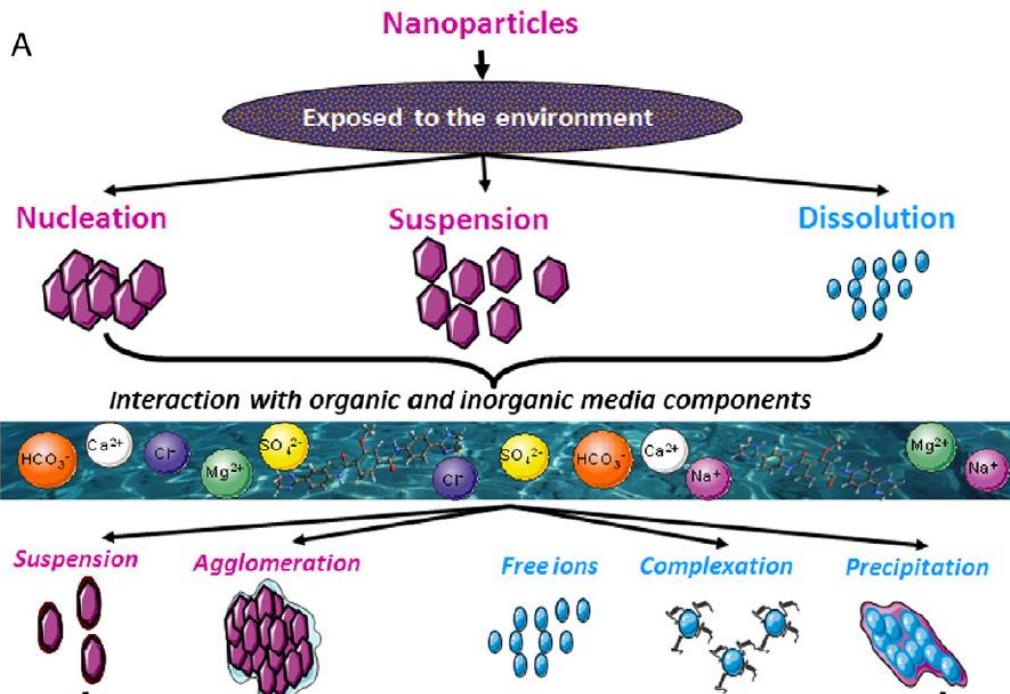 A
Nanoparticles
Exposed to the environment
Nucleation
Suspension
Dissolution
Interaction with organic and inorganic media components
HCO₃⁻
Ca²⁺
Cl⁻
Mg²⁺
SO₄²⁻
Cl⁻
SO₄²⁻
HCO₃⁻
Ca²⁺
Na⁺
Mg²⁺
Na⁺
Suspension
Agglomeration
Free ions
Complexation
Precipitation